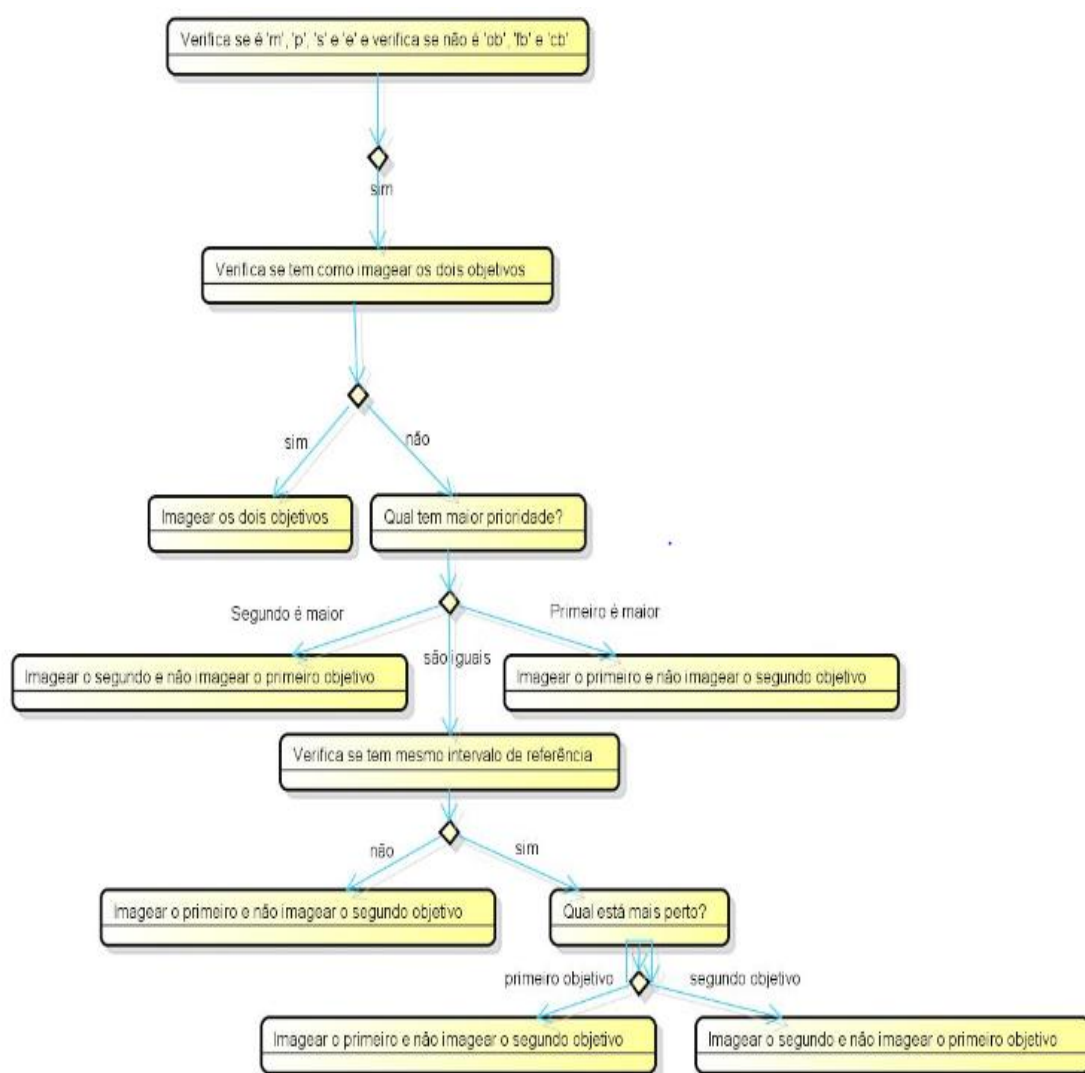 Verifica se é 'm', 'p', 's' e 'e' e verifica se não é 'ob', 'fb' e 'cb'
sim
Verifica se tem como imagear os dois objetivos
sim
não
Imagear os dois objetivos
Qual tem maior prioridade?
Segundo é maior
Primeiro é maior
são iguais
Imagear o segundo e não imagear o primeiro objetivo
Imagear o primeiro e não imagear o segundo objetivo
Verifica se tem mesmo intervalo de referência
não
sim
Imagear o primeiro e não imagear o segundo objetivo
Qual está mais perto?
primeiro objetivo
segundo objetivo
Imagear o primeiro e não imagear o segundo objetivo
Imagear o segundo e não imagear o primeiro objetivo